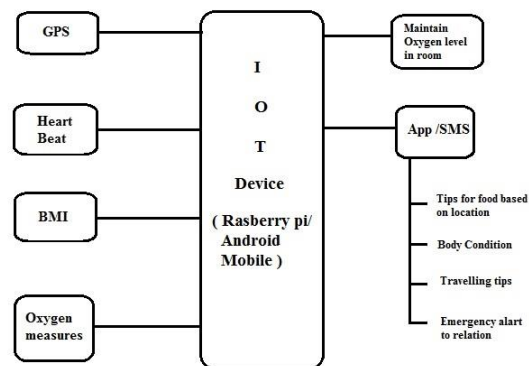 GPS
Heart
Beat
BMI
Oxygen
measures
I
O
T
Device
( Rasberry pi/
Android
Mobile )
Maintain
Oxygen level
in room
App /SMS
Tips for food based
on location
Body Condition
Travelling tips
Emergency alart
to relation